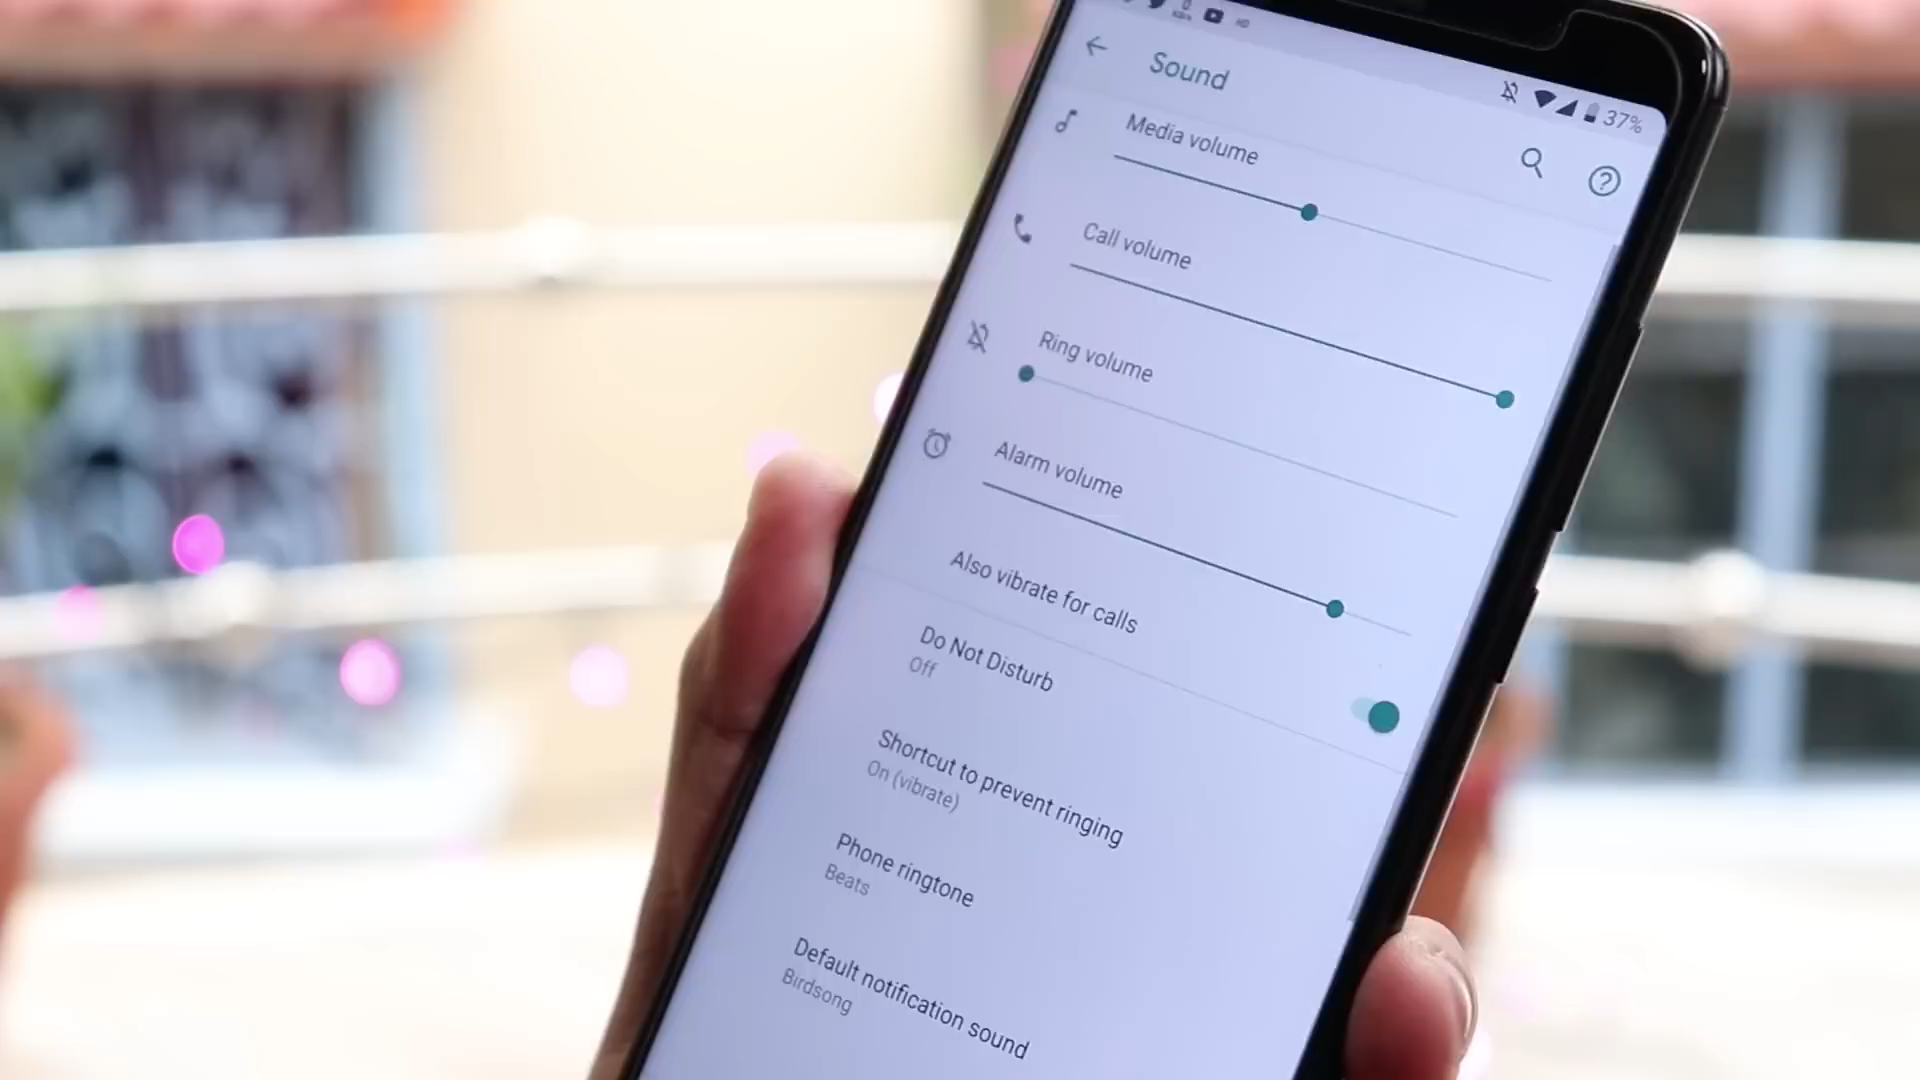 37%
Sound
Media volume
Call volume
Ring volume
Alarm volume
Also vibrate for calls
Do Not Disturb
Off
Shortcut to prevent ringing
On (vibrate)
Phone ringtone
Beats
Default notification sound
Birdsong